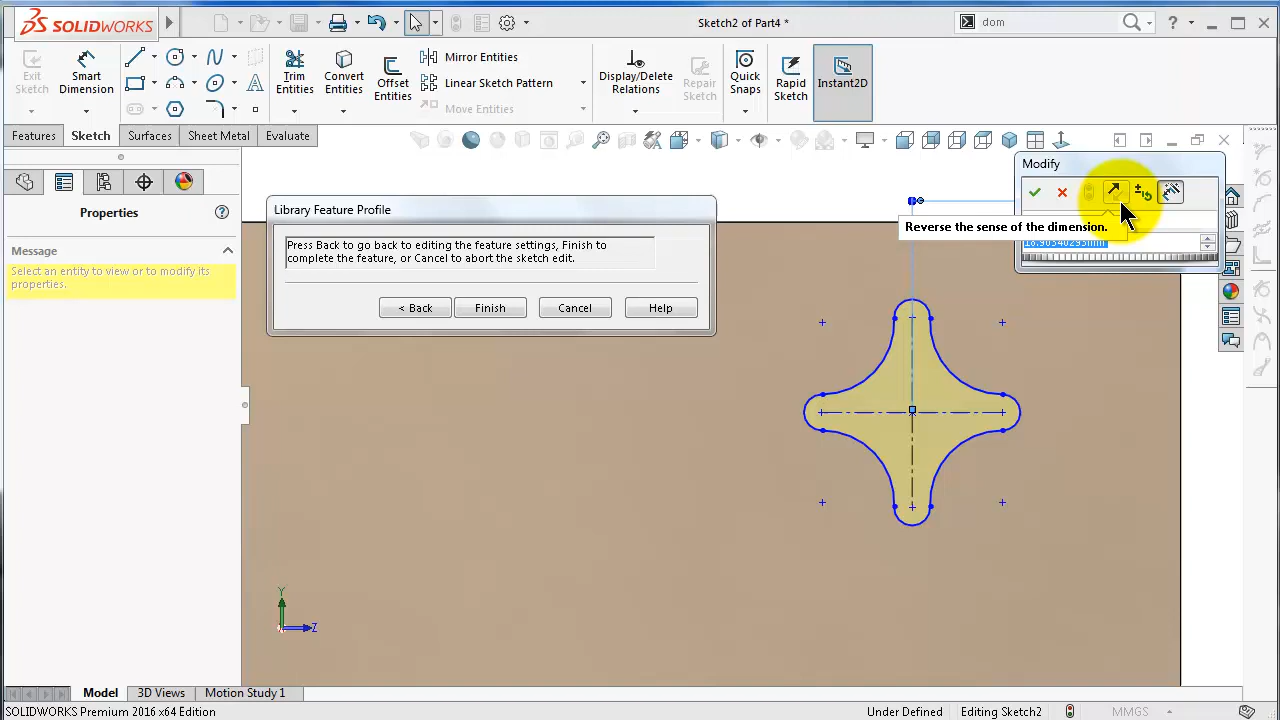 SOLIDWORKS
Sketch2 of Part4 *
dom
?
Exit Sketch
Smart Dimension
Trim Entities
Convert Entities
Offset Entities
Mirror Entities
Linear Sketch Pattern
Move Entities
Display/Delete Relations
Repair Sketch
Quick Snaps
Rapid Sketch
Instant2D
Features
Sketch
Surfaces
Sheet Metal
Evaluate
Properties
Message
Select an entity to view or to modify its
properties.
Library Feature Profile
Press Back to go back to editing the feature settings, Finish to
complete the feature, or Cancel to abort the sketch edit.
< Back
Finish
Cancel
Help
Modify
Reverse the sense of the dimension.
18.90340293mm
Y
Z
Model
3D Views
Motion Study 1
SOLIDWORKS Premium 2016 x64 Edition
Under Defined
Editing Sketch2
MMGS